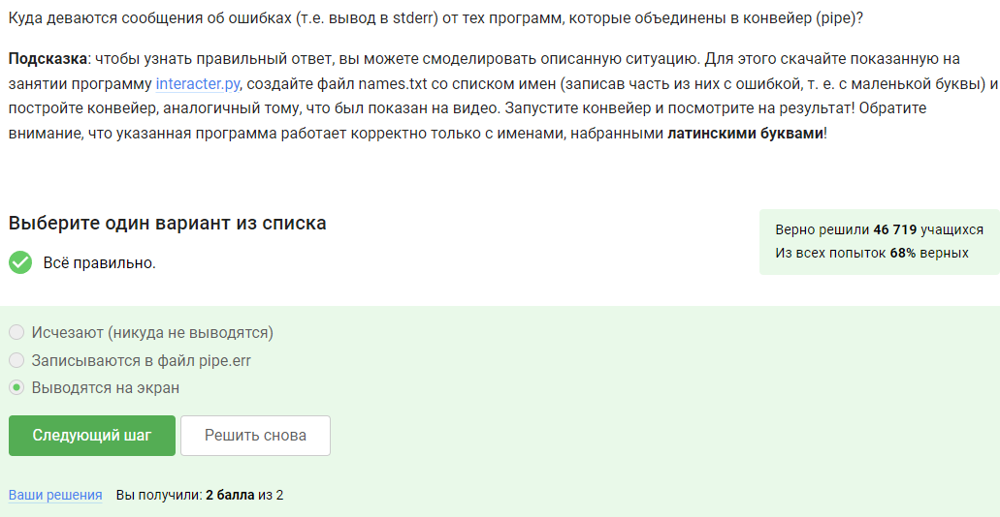 Куда деваются сообщения об ошибках (т.е. вывод в stderr) от тех программ, которые объединены в конвейер (pipe)?
Подсказка: чтобы узнать правильный ответ, вы можете смоделировать описанную ситуацию. Для этого скачайте показанную на
занятии программу interacter.py, создайте файл names.txt со списком имен (записав часть из них с ошибкой, т. е. с маленькой буквы) и
постройте конвейер, аналогичный тому, что был показан на видео. Запустите конвейер и посмотрите на результат! Обратите
внимание, что указанная программа работает корректно только с именами, набранными латинскими буквами!
Выберите один вариант из списка
Всё правильно.
Верно решили 46 719 учащихся
Из всех попыток 68% верных
Исчезают (никуда не выводятся)
Записываются в файл pipe.err
Выводятся на экран
Следующий шаг
Решить снова
Ваши решения
Вы получили: 2 балла из 2